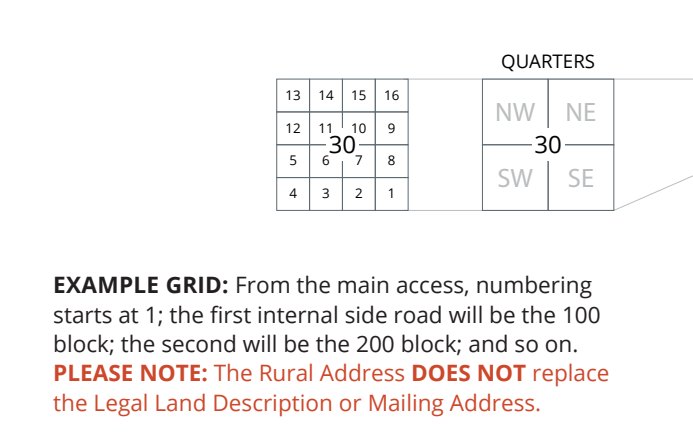 QUARTERS
13 14 15 16
12 11 10 9
30
5 6 7 8
4 3 2 1
NW NE
30
SW SE
EXAMPLE GRID: From the main access, numbering
starts at 1; the first internal side road will be the 100
block; the second will be the 200 block; and so on.
PLEASE NOTE: The Rural Address DOES NOT replace
the Legal Land Description or Mailing Address.